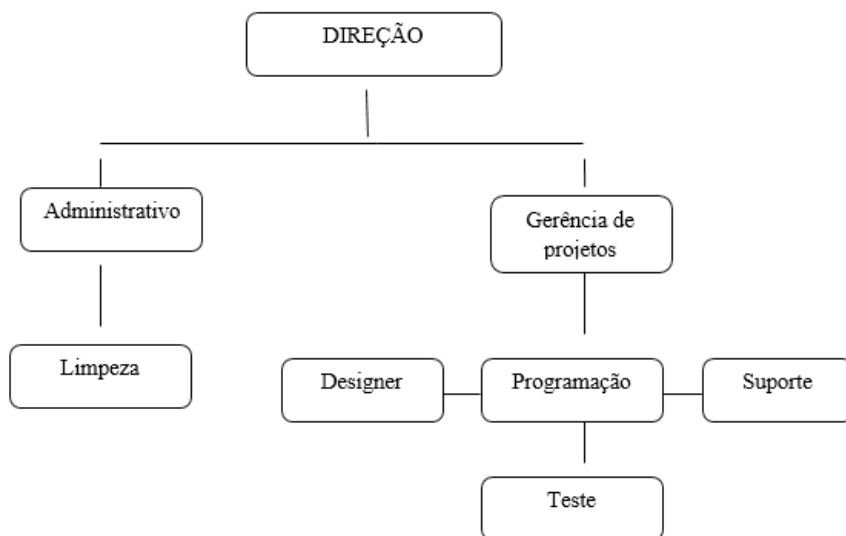 DIREÇÃO
Administrativo
Gerência de
projetos
Limpeza
Designer
Programação
Suporte
Teste